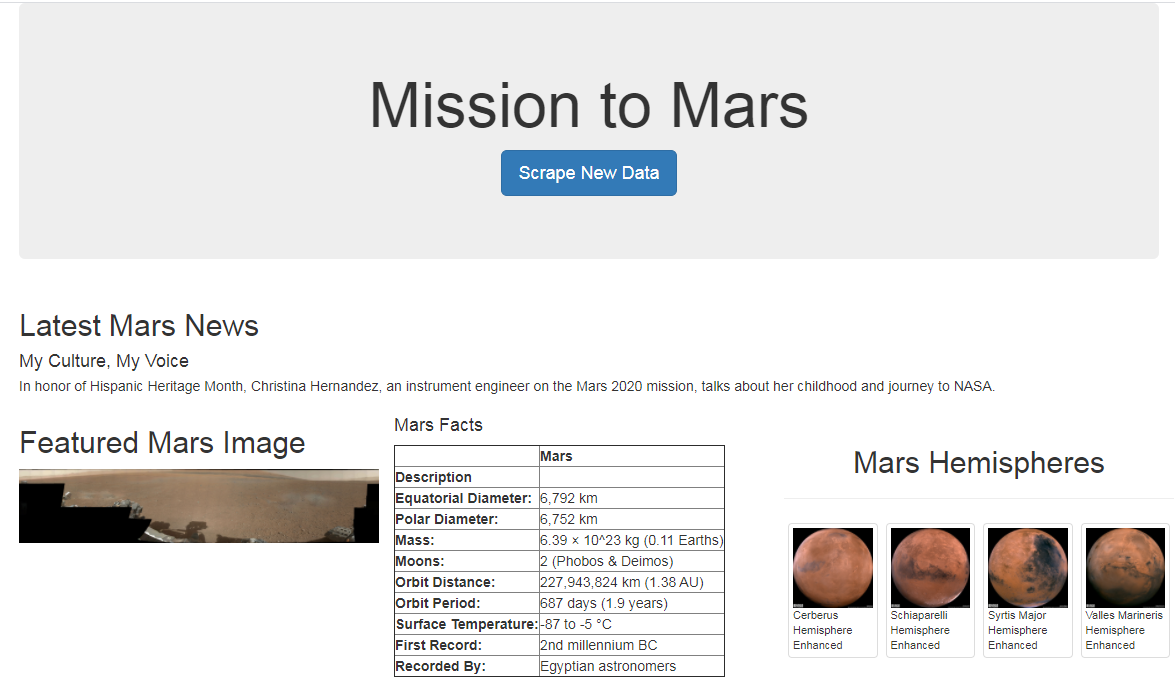 Mission to Mars
Scrape New Data
Latest Mars News
My Culture, My Voice
In honor of Hispanic Heritage Month, Christina Hernandez, an instrument engineer on the Mars 2020 mission, talks about her childhood and journey to NASA.
Featured Mars Image
Mars Facts
Mars
Description
Equatorial Diameter: 6,792 km
Polar Diameter: 6,752 km
Mass: 6.39 × 10^23 kg (0.11 Earths)
Moons: 2 (Phobos & Deimos)
Orbit Distance: 227,943,824 km (1.38 AU)
Orbit Period: 687 days (1.9 years)
Surface Temperature: -87 to -5 °C
First Record: 2nd millennium BC
Recorded By: Egyptian astronomers
Mars Hemispheres
Cerberus
Hemisphere
Enhanced
Schiaparelli
Hemisphere
Enhanced
Syrtis Major
Hemisphere
Enhanced
Valles Marineris
Hemisphere
Enhanced